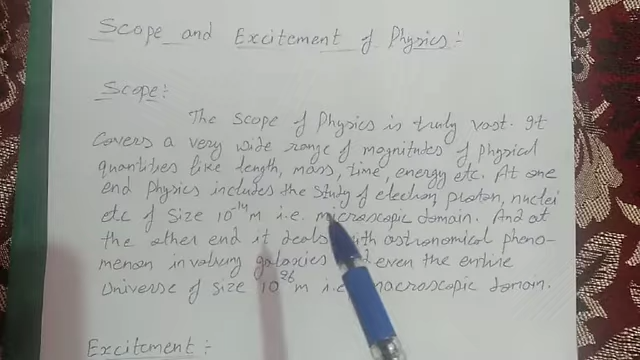 Scope and Excitement of Physics:-
Scope:-
The scope of Physics is truly vast. It
Covers a very wide range of magnitudes of physical
quantities like length, mass, time, energy etc. At one
end Physics includes the study of electron, proton, nuclei
etc of size 10⁻¹⁴m i.e. microscopic domain. And at
the other end it deals with astronomical pheno-
menon involving galaxies even the entire
Universe of size 10²⁶ m macroscopic domain.
Excitement:-